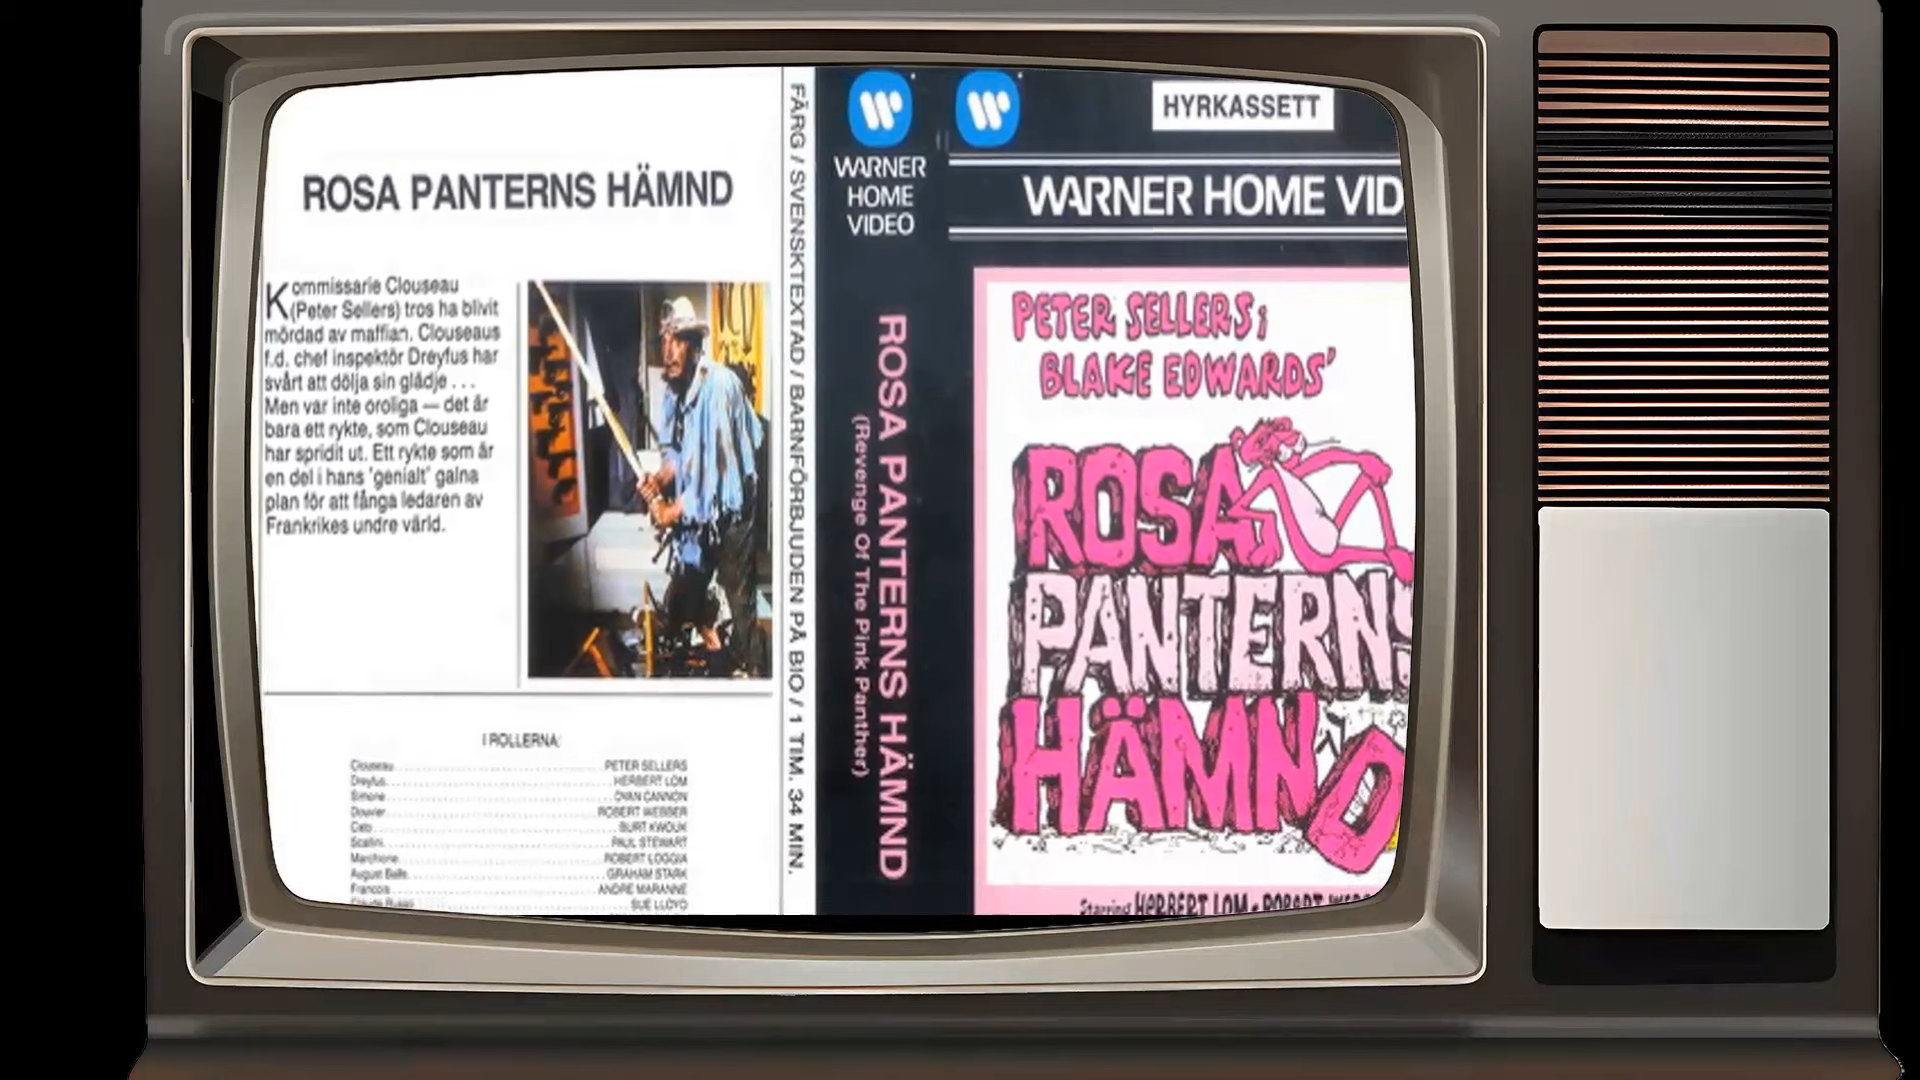 ROSA PANTERNS HÄMND
Kommissarie Clouseau
(Peter Sellers) tros ha blivit
mördad av maffian. Clouseaus
f.d. chef inspektör Dreyfus har
svårt att dölja sin glädje . . .
Men var inte oroliga — det är
bara ett rykte, som Clouseau
har spridit ut. Ett rykte som är
en del i hans 'genialt' galna
plan för att fånga ledaren av
Frankrikes undre värld.
I ROLLERNA:
Clouseau PETER SELLERS
Dreyfus HERBERT LOM
Simone DYAN CANNON
Douvier ROBERT WEBBER
Cato BURT KWOUK
Scallini PAUL STEWART
Marchione ROBERT LOGGIA
August Balls GRAHAM STARK
Francois ANDRE MARANNE
Claude Russo SUE LLOYD
FÄRG / SVENSKTEXTAD / BARNFÖRBJUDEN PÅ BIO / 1 TIM. 34 MIN.
WARNER
HOME
VIDEO
ROSA PANTERNS HÄMND
(Revenge Of The Pink Panther)
HYRKASSETT
WARNER HOME VID
PETER SELLERS i
BLAKE EDWARDS'
ROSA
PANTERNS
HÄMND
Starring HERBERT LOM •